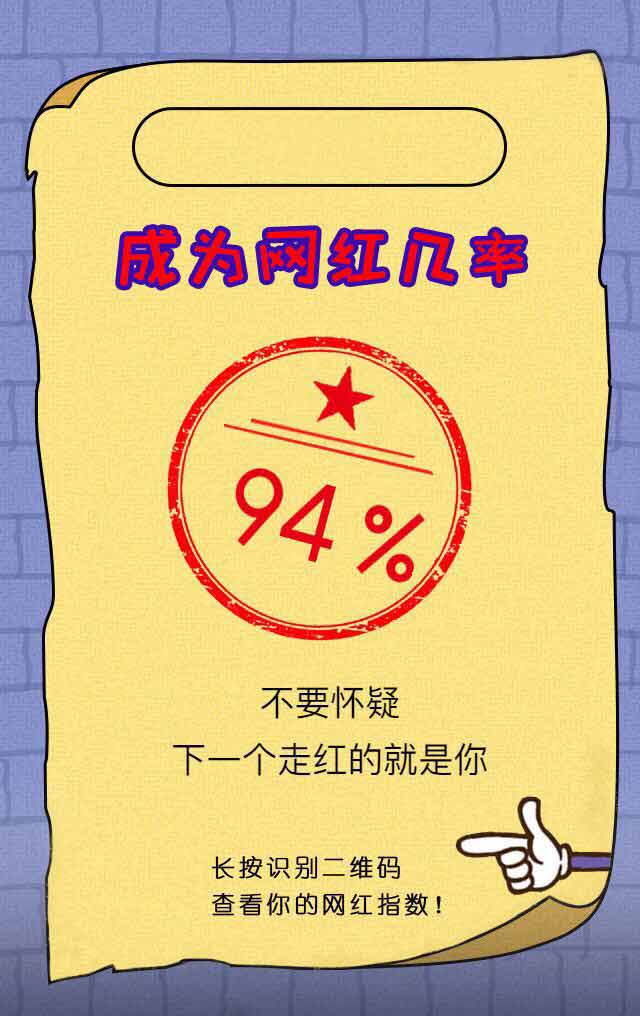 成为网红几率
94%
不要怀疑
下一个走红的就是你
长按识别二维码
查看你的网红指数！